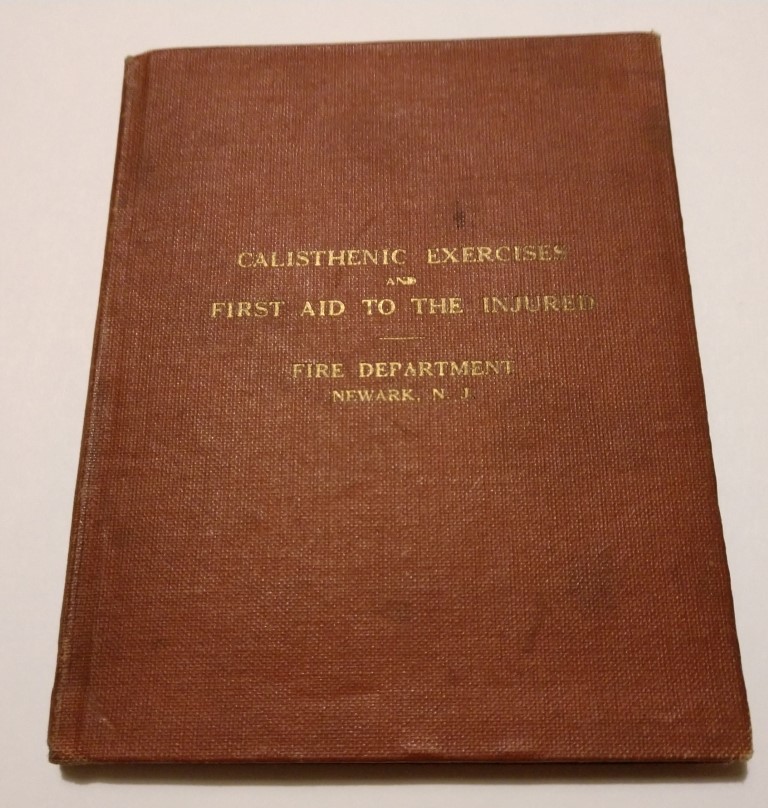 CALISTHENIC EXERCISES
AND
FIRST AID TO THE INJURED
FIRE DEPARTMENT
NEWARK, N. J.